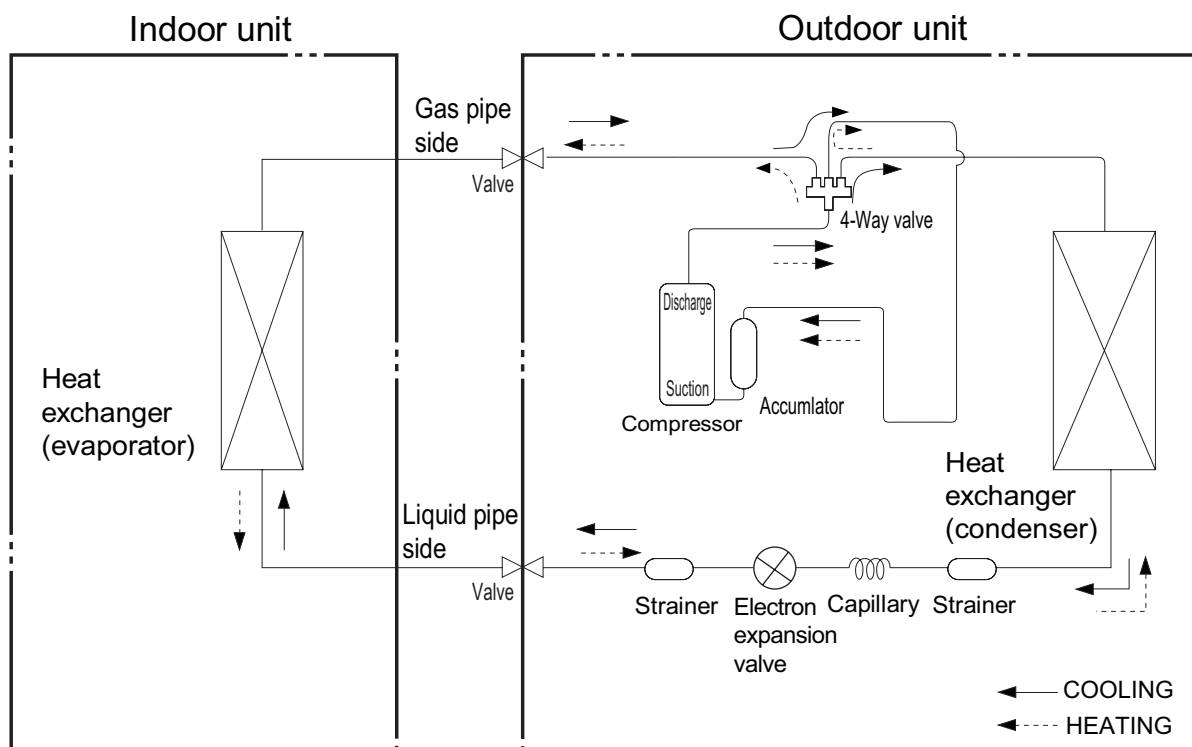 Indoor unit
Outdoor unit
Gas pipe
side
Valve
4-Way valve
Discharge
Suction
Compressor
Accumlator
Heat
exchanger
(evaporator)
Heat
exchanger
(condenser)
Liquid pipe
side
Valve
Strainer
Electron
expansion
valve
Capillary
Strainer
COOLING
HEATING